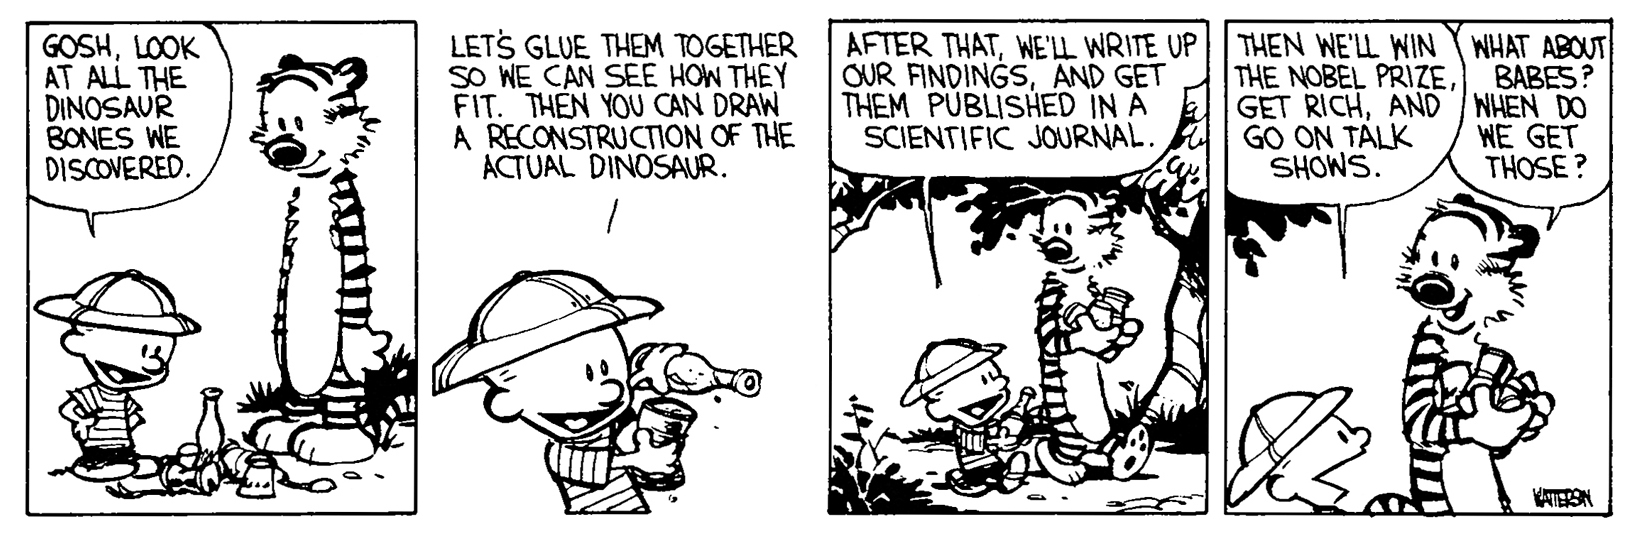 GOSH, LOOK
AT ALL THE
DINOSAUR
BONES WE
DISCOVERED.
LET'S GLUE THEM TOGETHER
SO WE CAN SEE HOW THEY
FIT. THEN YOU CAN DRAW
A RECONSTRUCTION OF THE
ACTUAL DINOSAUR.
AFTER THAT, WE'LL WRITE UP
OUR FINDINGS, AND GET
THEM PUBLISHED IN A
SCIENTIFIC JOURNAL.
THEN WE'LL WIN
THE NOBEL PRIZE,
GET RICH, AND
GO ON TALK
SHOWS.
WHAT ABOUT
BABES?
WHEN DO
WE GET
THOSE?
WATTERSON